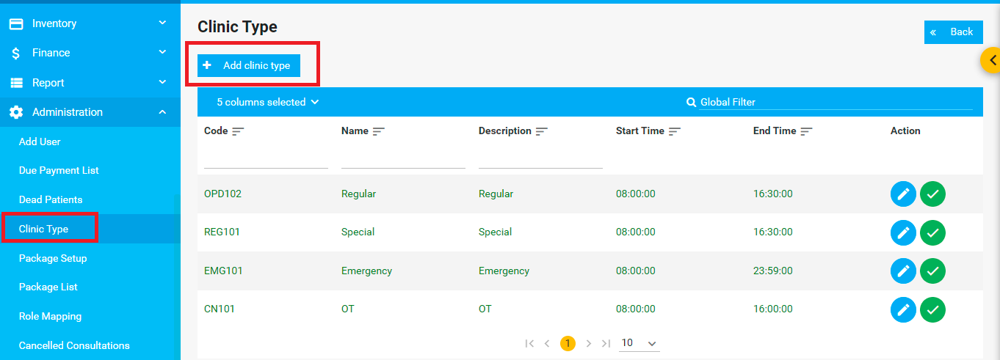 Inventory
Finance
Report
Administration
Add User
Due Payment List
Dead Patients
Clinic Type
Package Setup
Package List
Role Mapping
Cancelled Consultations
Clinic Type
Back
Add clinic type
5 columns selected
Global Filter
Code Name Description Start Time End Time Action
OPD102 Regular Regular 08:00:00 16:30:00
REG101 Special Special 08:00:00 16:30:00
EMG101 Emergency Emergency 08:00:00 23:59:00
CN101 OT OT 08:00:00 16:00:00
1 10